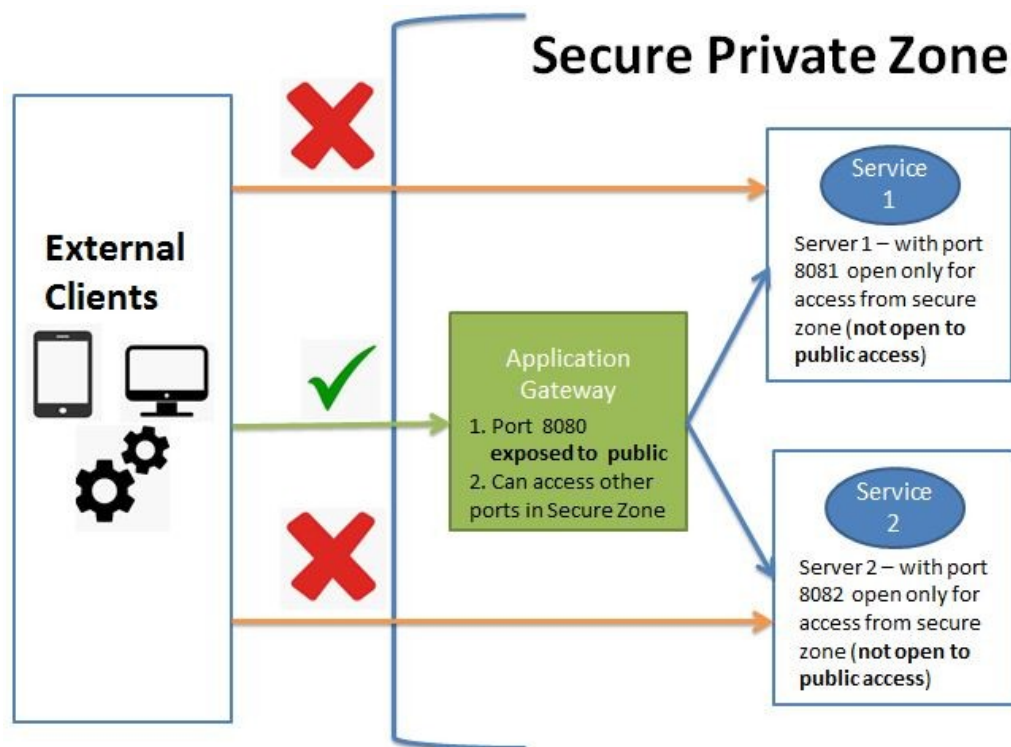 Secure Private Zone
External
Clients
Service
1
Server 1 – with port
8081 open only for
access from secure
zone (not open to
public access)
Application
Gateway
1. Port 8080
exposed to public
2. Can access other
ports in Secure Zone
Service
2
Server 2 – with port
8082 open only for
access from secure
zone (not open to
public access)